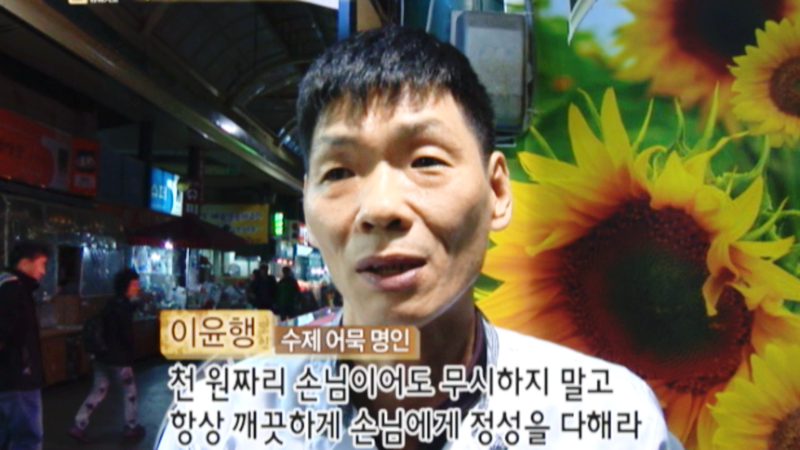 이윤행
수제 어묵 명인
천 원짜리 손님이어도 무시하지 말고
항상 깨끗하게 손님에게 정성을 다해라